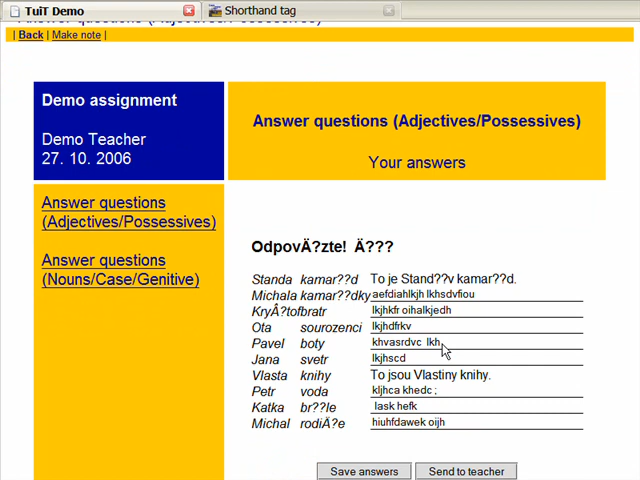 TuiT Demo
Shorthand tag
| Back | Make note |
Demo assignment
Demo Teacher
27. 10. 2006
Answer questions (Adjectives/Possessives)
Your answers
Answer questions
(Adjectives/Possessives)
Answer questions
(Nouns/Case/Genitive)
OdpovÄ?zte! Ä???
Standa kamar??d To je Stand??v kamar??d.
Michala kamar??dky aefdiahlkjh lkhsdvfiou
KryÅ?tof bratr lkjhkfr oihalkjedh
Ota sourozenci lkjhdfrkv
Pavel boty khvasrdvc lkh
Jana svetr lkjhscd
Vlasta knihy To jsou Vlastiny knihy.
Petr voda kljhca khedc ;
Katka br??le lask hefk
Michal rodiÄ?e hiuhfdawek oijh
Save answers Send to teacher